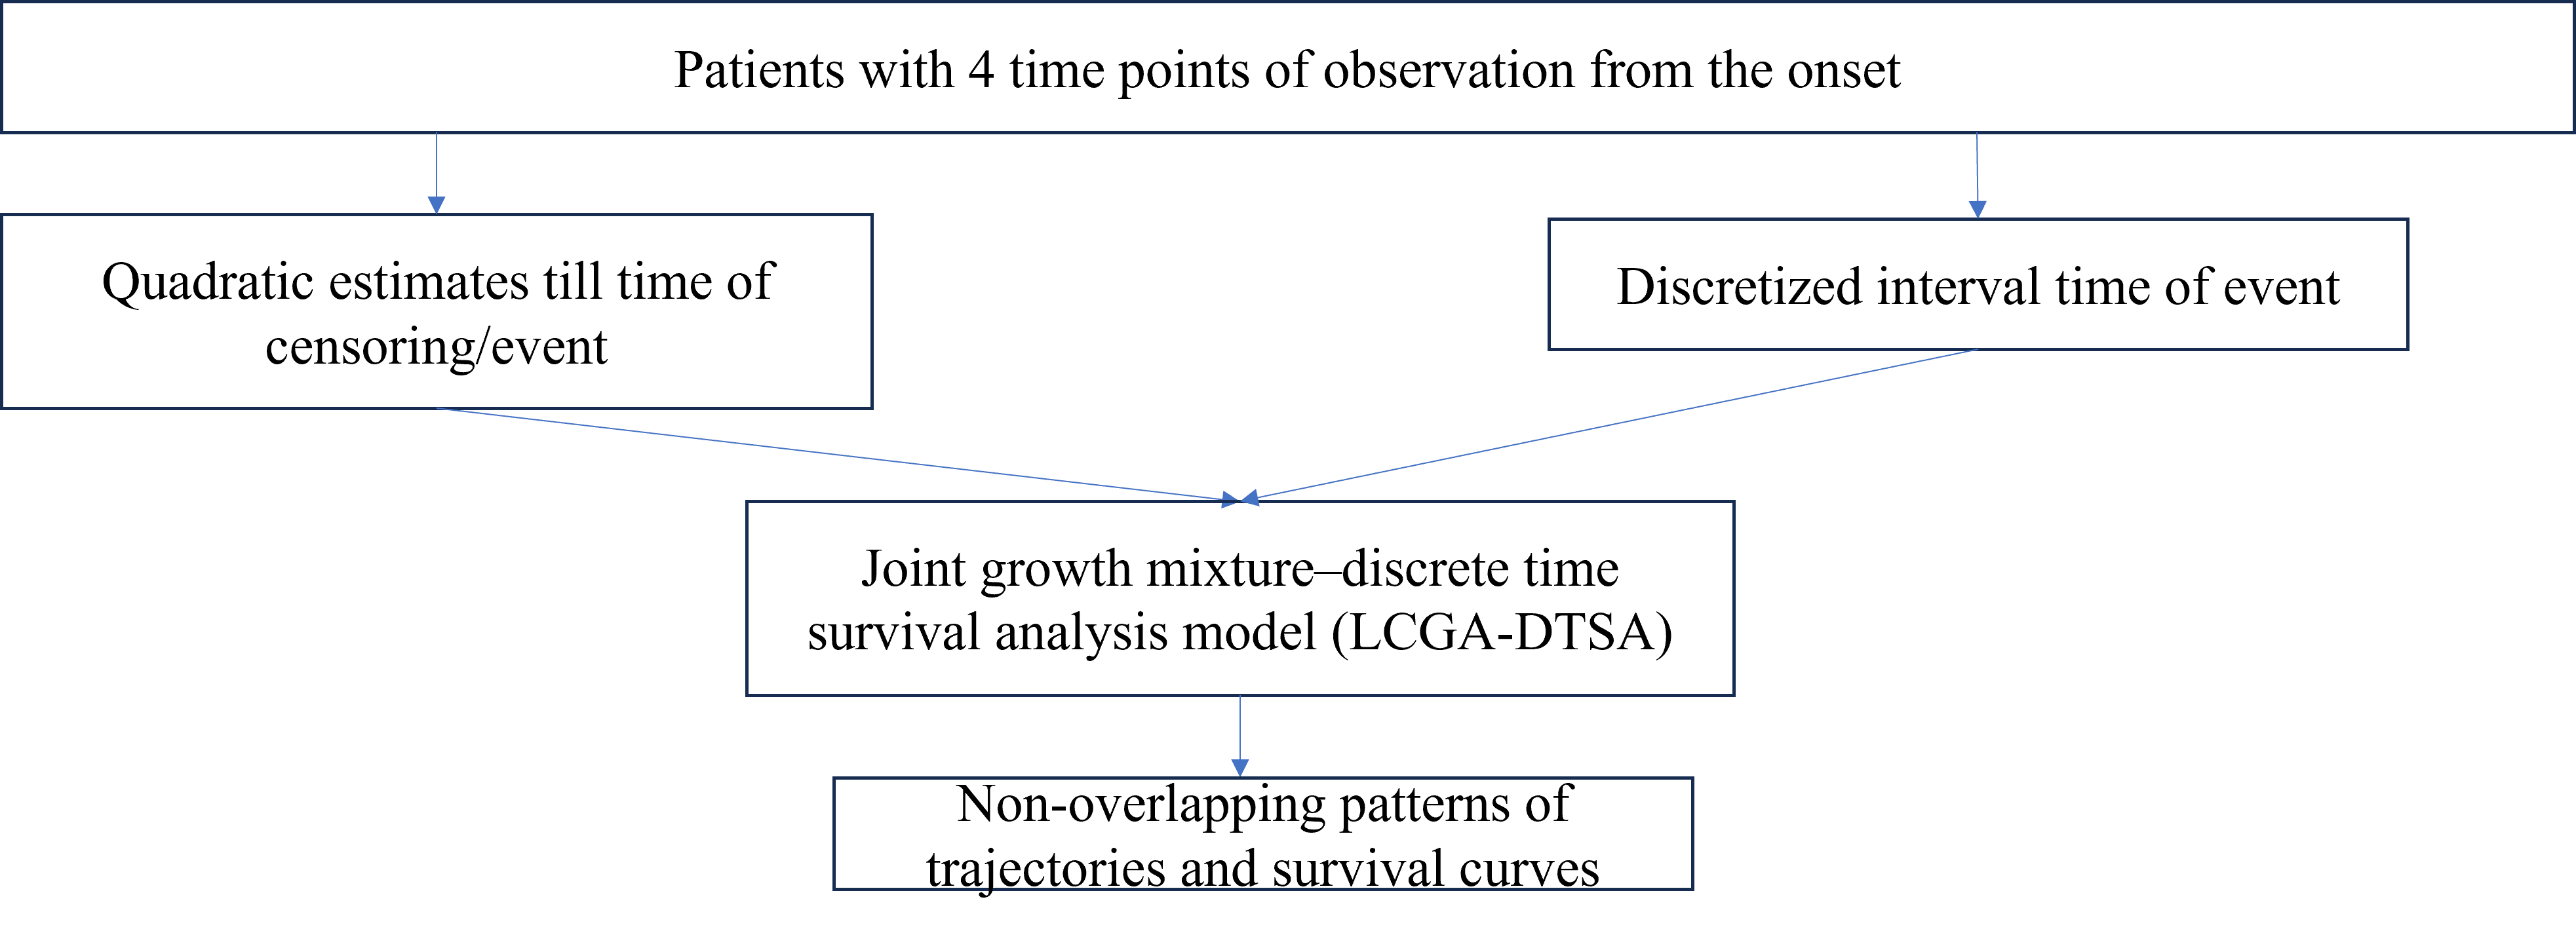 Patients with 4 time points of observation from the onset
Quadratic estimates till time of
censoring/event
Discretized interval time of event
Joint growth mixture–discrete time
survival analysis model (LCGA-DTSA)
Non-overlapping patterns of
trajectories and survival curves